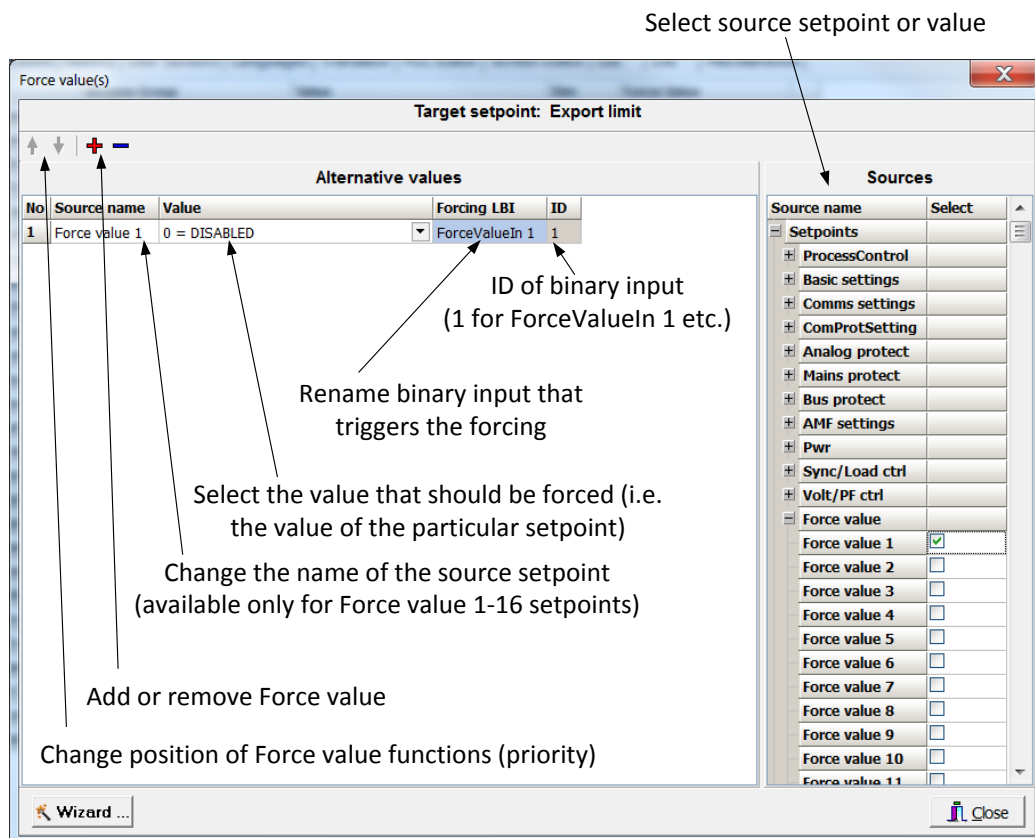 Select source setpoint or value
Force value(s)
Target setpoint: Export limit
Alternative values
Sources
No Source name Value Forcing LBI ID
1 Force value 1 0 = DISABLED ForceValueIn 1 1
Source name Select
Setpoints
ProcessControl
Basic settings
Comms settings
ComProtSetting
Analog protect
Mains protect
Bus protect
AMF settings
Pwr
Sync/Load ctrl
Volt/PF ctrl
Force value
Force value 1
Force value 2
Force value 3
Force value 4
Force value 5
Force value 6
Force value 7
Force value 8
Force value 9
Force value 10
Force value 11
ID of binary input
(1 for ForceValueIn 1 etc.)
Rename binary input that
triggers the forcing
Select the value that should be forced (i.e.
the value of the particular setpoint)
Change the name of the source setpoint
(available only for Force value 1-16 setpoints)
Add or remove Force value
Change position of Force value functions (priority)
Wizard ...
Close